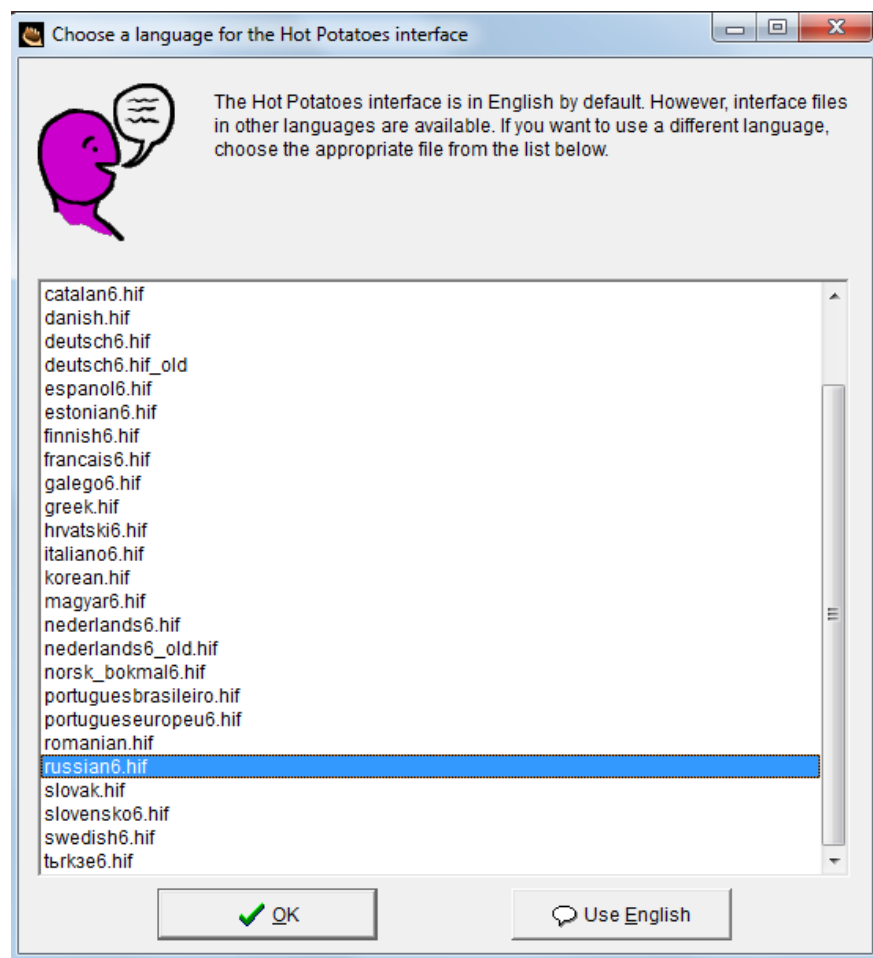 Choose a language for the Hot Potatoes interface
The Hot Potatoes interface is in English by default. However, interface files
in other languages are available. If you want to use a different language,
choose the appropriate file from the list below.
catalan6.hif
danish.hif
deutsch6.hif
deutsch6.hif_old
espanol6.hif
estonian6.hif
finnish6.hif
francais6.hif
galego6.hif
greek.hif
hrvatski6.hif
italiano6.hif
korean.hif
magyar6.hif
nederlands6.hif
nederlands6_old.hif
norsk_bokmal6.hif
portuguesbrasileiro.hif
portugueseuropeu6.hif
romanian.hif
russian6.hif
slovak.hif
slovensko6.hif
swedish6.hif
tьrkзe6.hif
OK
Use English